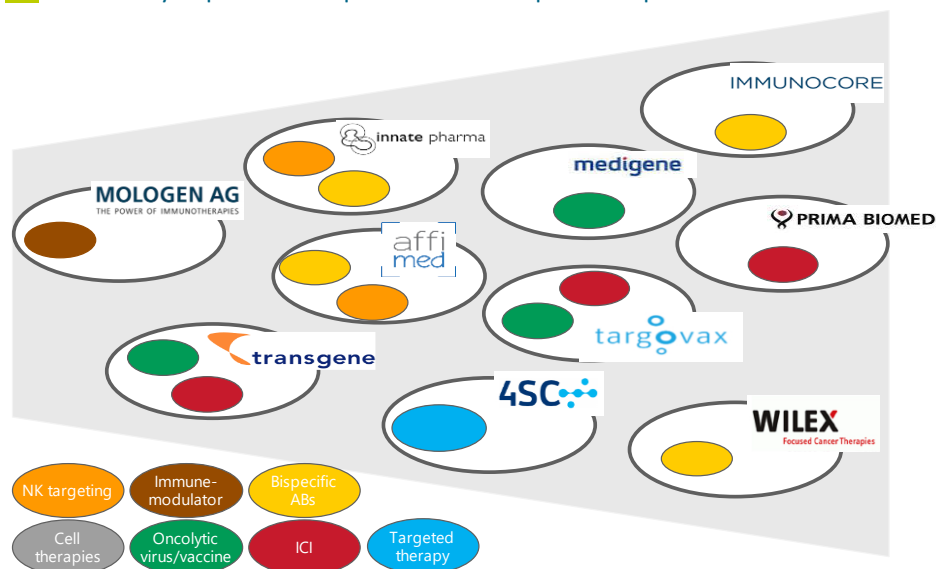 IMMUNOCORE
innate pharma
medigene
MOLOGEN AG
THE POWER OF IMMUNOTHERAPIES
PRIMA BIOMED
affi
med
targovax
transgene
4SC
WILEX
Focused Cancer Therapies
NK targeting
Immune-
modulator
Bispecific
ABs
Cell
therapies
Oncolytic
virus/vaccine
ICI
Targeted
therapy